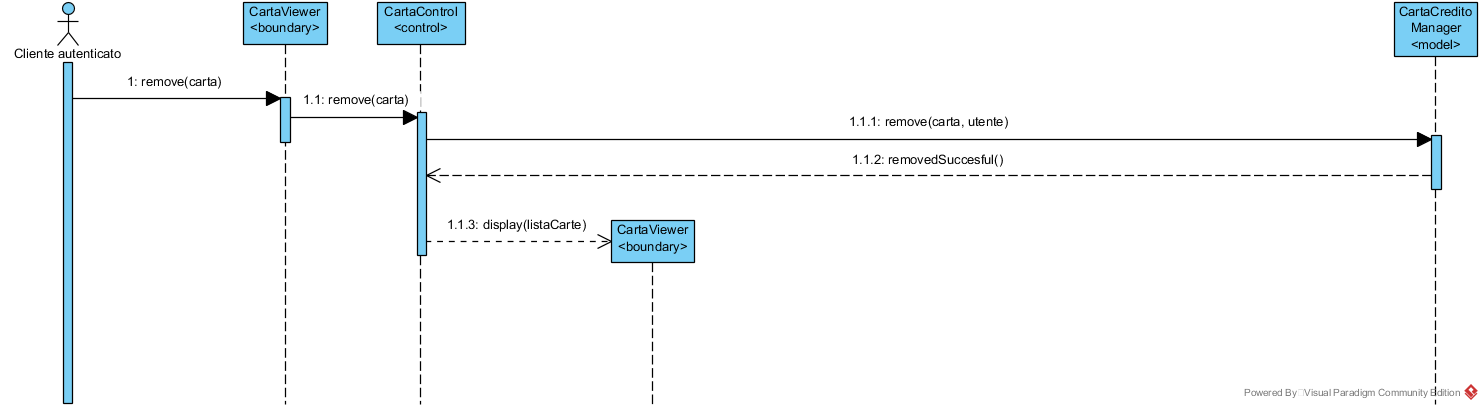 CartaViewer
<boundary>
CartaControl
<control>
CartaCredito
Manager
<model>
Cliente autenticato
1: remove(carta)
1.1: remove(carta)
1.1.1: remove(carta, utente)
1.1.2: removedSuccesful()
1.1.3: display(listaCarte)
CartaViewer
<boundary>
Powered By Visual Paradigm Community Edition